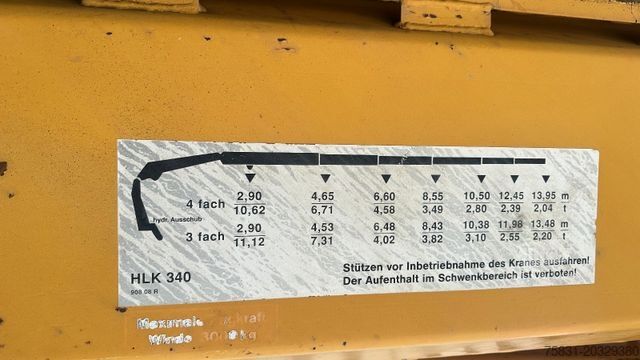 4 fach 2,90 4,65 6,60 8,55 10,50 12,45 13,95 m
10,62 6,71 4,58 3,49 2,80 2,39 2,04 t
hydr. Ausschub
3 fach 2,90 4,53 6,48 8,43 10,38 11,98 13,48 m
11,12 7,31 4,02 3,82 3,10 2,55 2,20 t
HLK 340
908 08 R
Stützen vor Inbetriebnahme des Kranes ausfahren!
Der Aufenthalt im Schwenkbereich ist verboten!
Winde kg